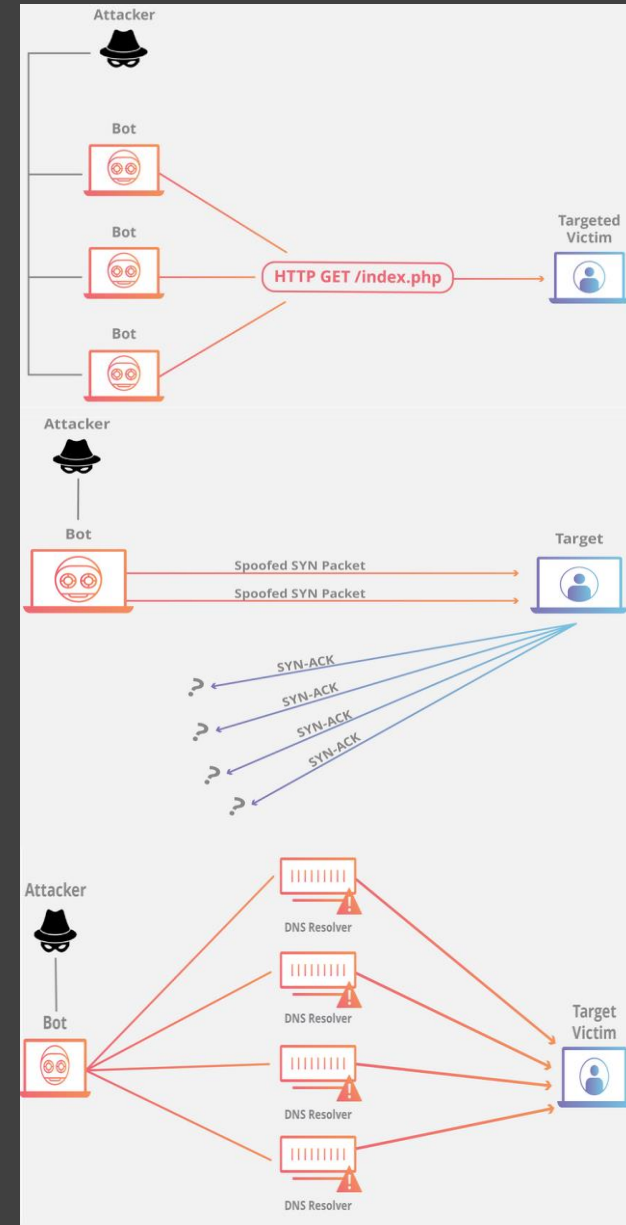 Attacker
Bot
Bot
Bot
HTTP GET /index.php
Targeted
Victim
Attacker
Bot
Target
Spoofed SYN Packet
Spoofed SYN Packet
SYN-ACK
?
SYN-ACK
?
SYN-ACK
?
SYN-ACK
?
Attacker
Bot
DNS Resolver
DNS Resolver
DNS Resolver
DNS Resolver
Target
Victim